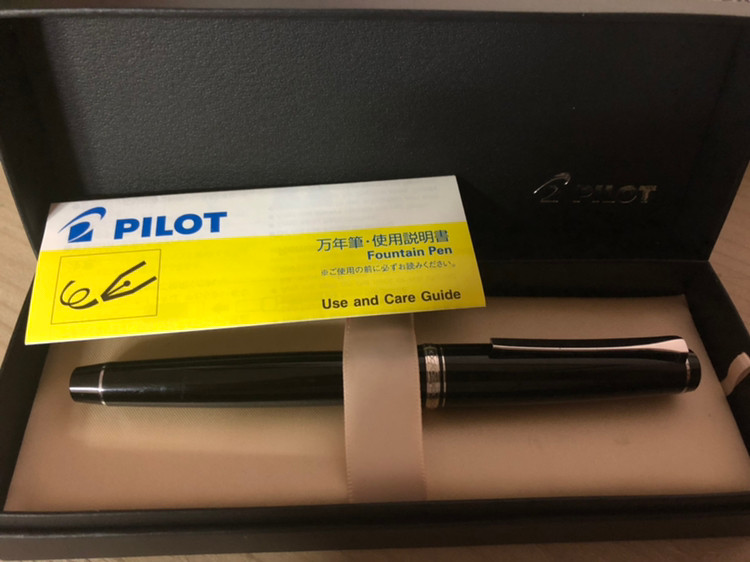 PILOT
PILOT
万年筆・使用説明書
Fountain Pen
※ご使用の前に必ずお読みください。
Use and Care Guide